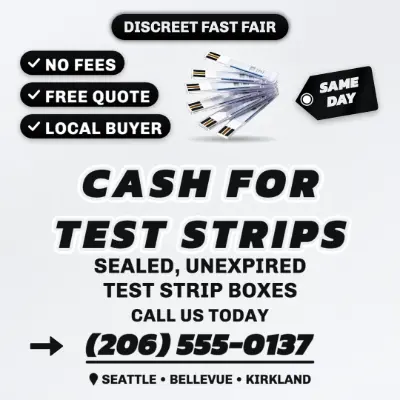 DISCREET FAST FAIR
NO FEES
FREE QUOTE
LOCAL BUYER
SAME
DAY
CASH FOR
TEST STRIPS
SEALED, UNEXPIRED
TEST STRIP BOXES
CALL US TODAY
(206) 555-0137
SEATTLE • BELLEVUE • KIRKLAND